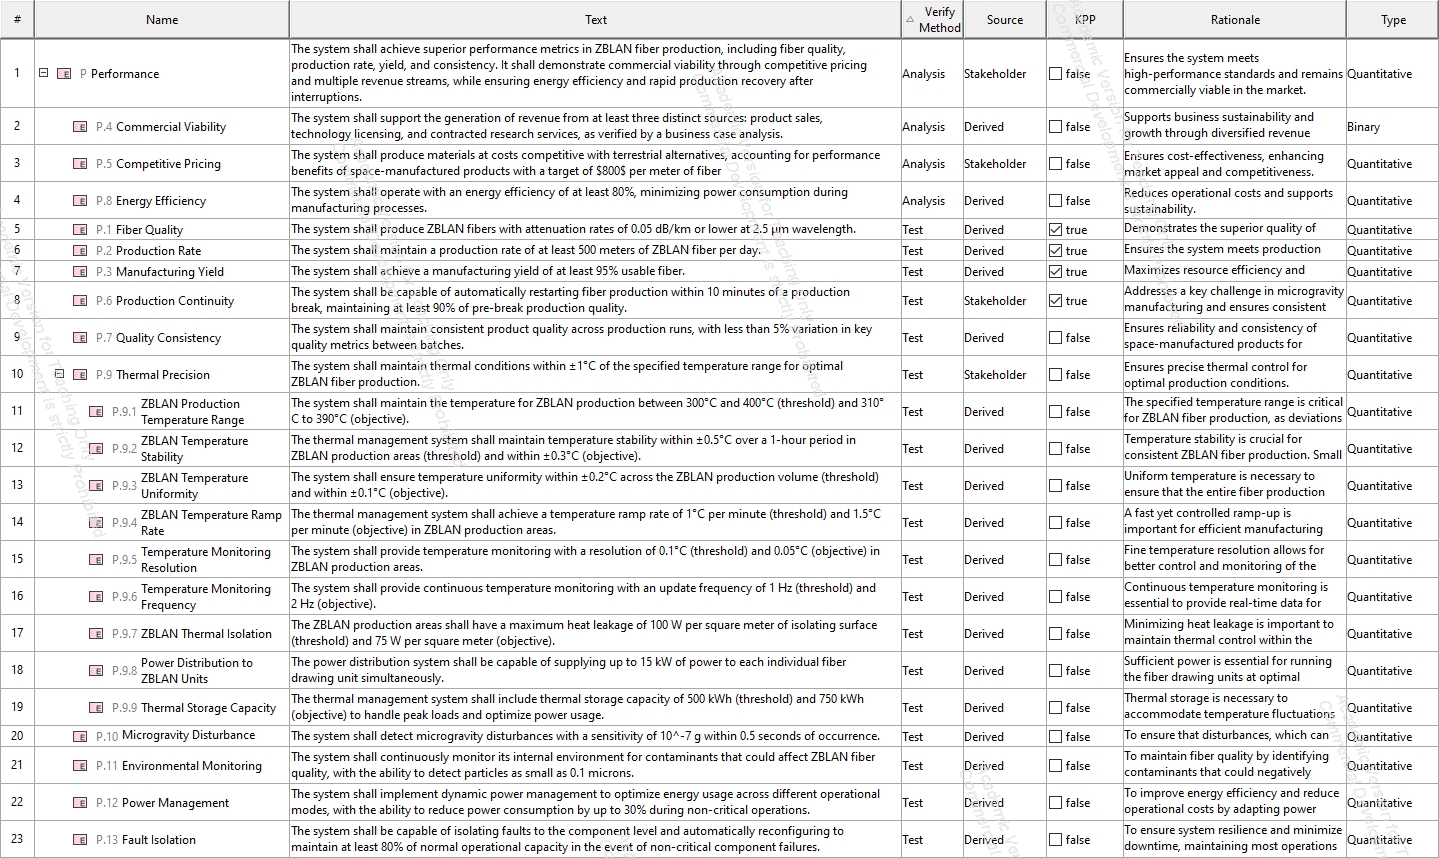 # Name Text Verify Method Source KPP Rationale Type
1 P Performance The system shall achieve superior performance metrics in ZBLAN fiber production, including fiber quality,
production rate, yield, and consistency. It shall demonstrate commercial viability through competitive pricing
and multiple revenue streams, while ensuring energy efficiency and rapid production recovery after
interruptions. Analysis Stakeholder false Ensures the system meets
high-performance standards and remains
commercially viable in the market. Quantitative
2 P.4 Commercial Viability The system shall support the generation of revenue from at least three distinct sources: product sales,
technology licensing, and contracted research services, as verified by a business case analysis. Analysis Derived false Supports business sustainability and
growth through diversified revenue Binary
3 P.5 Competitive Pricing The system shall produce materials at costs competitive with terrestrial alternatives, accounting for performance
benefits of space-manufactured products with a target of $800$ per meter of fiber Analysis Stakeholder false Ensures cost-effectiveness, enhancing
market appeal and competitiveness. Quantitative
4 P.8 Energy Efficiency The system shall operate with an energy efficiency of at least 80%, minimizing power consumption during
manufacturing processes. Analysis Derived false Reduces operational costs and supports
sustainability. Quantitative
5 P.1 Fiber Quality The system shall produce ZBLAN fibers with attenuation rates of 0.05 dB/km or lower at 2.5 μm wavelength. Test Derived true Demonstrates the superior quality of Quantitative
6 P.2 Production Rate The system shall maintain a production rate of at least 500 meters of ZBLAN fiber per day. Test Derived true Ensures the system meets production Quantitative
7 P.3 Manufacturing Yield The system shall achieve a manufacturing yield of at least 95% usable fiber. Test Derived true Maximizes resource efficiency and Quantitative
8 P.6 Production Continuity The system shall be capable of automatically restarting fiber production within 10 minutes of a production
break, maintaining at least 90% of pre-break production quality. Test Stakeholder true Addresses a key challenge in microgravity
manufacturing and ensures consistent Quantitative
9 P.7 Quality Consistency The system shall maintain consistent product quality across production runs, with less than 5% variation in key
quality metrics between batches. Test Derived false Ensures reliability and consistency of
space-manufactured products for Quantitative
10 P.9 Thermal Precision The system shall maintain thermal conditions within ±1°C of the specified temperature range for optimal
ZBLAN fiber production. Test Stakeholder false Ensures precise thermal control for
optimal production conditions. Quantitative
11 P.9.1 ZBLAN Production Temperature Range The system shall maintain the temperature for ZBLAN production between 300°C and 400°C (threshold) and 310°
C to 390°C (objective). Test Derived false The specified temperature range is critical
for ZBLAN fiber production, as deviations Quantitative
12 P.9.2 ZBLAN Temperature Stability The thermal management system shall maintain temperature stability within ±0.5°C over a 1-hour period in
ZBLAN production areas (threshold) and within ±0.3°C (objective). Test Derived false Temperature stability is crucial for
consistent ZBLAN fiber production. Small Quantitative
13 P.9.3 ZBLAN Temperature Uniformity The system shall ensure temperature uniformity within ±0.2°C across the ZBLAN production volume (threshold)
and within ±0.1°C (objective). Test Derived false Uniform temperature is necessary to
ensure that the entire fiber production Quantitative
14 P.9.4 ZBLAN Temperature Ramp Rate The thermal management system shall achieve a temperature ramp rate of 1°C per minute (threshold) and 1.5°C
per minute (objective) in ZBLAN production areas. Test Derived false A fast yet controlled ramp-up is
important for efficient manufacturing Quantitative
15 P.9.5 Temperature Monitoring Resolution The system shall provide temperature monitoring with a resolution of 0.1°C (threshold) and 0.05°C (objective) in
ZBLAN production areas. Test Derived false Fine temperature resolution allows for
better control and monitoring of the Quantitative
16 P.9.6 Temperature Monitoring Frequency The system shall provide continuous temperature monitoring with an update frequency of 1 Hz (threshold) and
2 Hz (objective). Test Derived false Continuous temperature monitoring is
essential to provide real-time data for Quantitative
17 P.9.7 ZBLAN Thermal Isolation The ZBLAN production areas shall have a maximum heat leakage of 100 W per square meter of isolating surface
(threshold) and 75 W per square meter (objective). Test Derived false Minimizing heat leakage is important to
maintain thermal control within the Quantitative
18 P.9.8 Power Distribution to ZBLAN Units The power distribution system shall be capable of supplying up to 15 kW of power to each individual fiber
drawing unit simultaneously. Test Derived false Sufficient power is essential for running
the fiber drawing units at optimal Quantitative
19 P.9.9 Thermal Storage Capacity The thermal management system shall include thermal storage capacity of 500 kWh (threshold) and 750 kWh
(objective) to handle peak loads and optimize power usage. Test Derived false Thermal storage is necessary to
accommodate temperature fluctuations Quantitative
20 P.10 Microgravity Disturbance The system shall detect microgravity disturbances with a sensitivity of 10^-7 g within 0.5 seconds of occurrence. Test Derived false To ensure that disturbances, which can Quantitative
21 P.11 Environmental Monitoring The system shall continuously monitor its internal environment for contaminants that could affect ZBLAN fiber
quality, with the ability to detect particles as small as 0.1 microns. Test Derived false To maintain fiber quality by identifying
contaminants that could negatively Quantitative
22 P.12 Power Management The system shall implement dynamic power management to optimize energy usage across different operational
modes, with the ability to reduce power consumption by up to 30% during non-critical operations. Test Derived false To improve energy efficiency and reduce
operational costs by adapting power Quantitative
23 P.13 Fault Isolation The system shall be capable of isolating faults to the component level and automatically reconfiguring to
maintain at least 80% of normal operational capacity in the event of non-critical component failures. Test Derived false To ensure system resilience and minimize
downtime, maintaining most operations Quantitative
Academic Version for Teaching Only
Commercial Development is strictly Prohibited